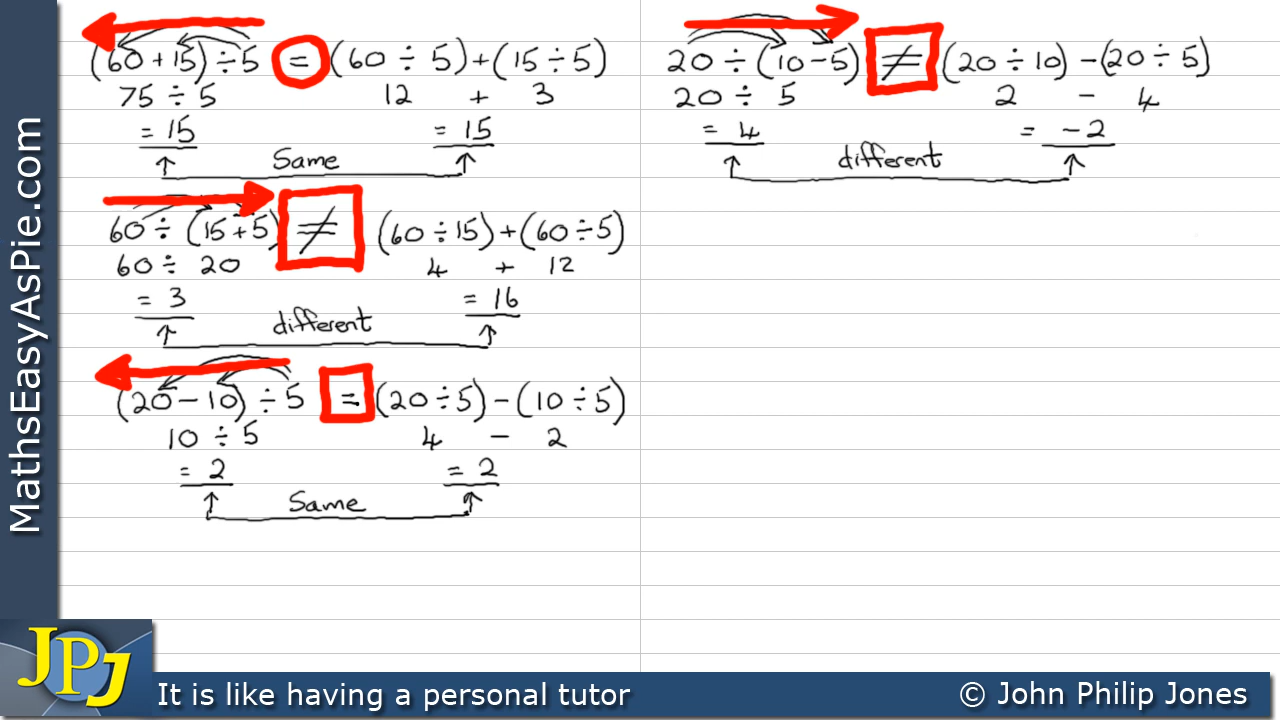 (60 + 15) ÷ 5 = (60 ÷ 5) + (15 ÷ 5)
75 ÷ 5 12 + 3
= 15 = 15
Same
60 ÷ (15 + 5) ≠ (60 ÷ 15) + (60 ÷ 5)
60 ÷ 20 4 + 12
= 3 = 16
different
(20 − 10) ÷ 5 = (20 ÷ 5) − (10 ÷ 5)
10 ÷ 5 4 − 2
= 2 = 2
Same
20 ÷ (10 − 5) ≠ (20 ÷ 10) − (20 ÷ 5)
20 ÷ 5 2 − 4
= 4 = −2
different
MathsEasyAsPie.com
JPJ
It is like having a personal tutor
© John Philip Jones